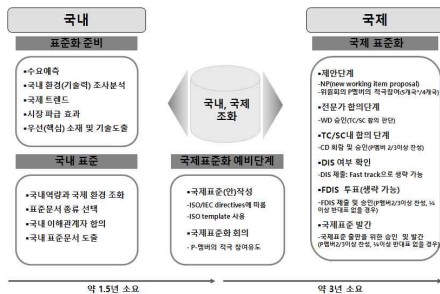 국내
표준화 준비
▪수요예측
▪국내 환경(기술력) 조사분석
▪국제 트렌드
▪시장 파급 효과
▪우선(핵심) 소재 및 기술도출
국내 표준
▪국내역량과 국제 환경 조화
▪표준문서 종류 선택
▪국내 이해관계자 합의
▪국내 표준문서 도출
국내, 국제
조화
국제표준화 예비단계
▪국제표준(안)작성
-ISO/IEC directives에 따름
-ISO template 사용
▪국제표준화 회의
- P-멤버의 적극 참여유도
국제
국제 표준화
▪제안단계
-NP(new working item proposal)
-위원회의 P멤버의 적극참여(5개국*/4개국)
▪전문가 합의단계
-WD 승인(TC/SC 합의 판단)
▪TC/SC내 합의 단계
-CD 회람 및 승인(P멤버 2/3이상 찬성)
▪DIS 여부 확인
-DIS 제출: Fast track으로 생략 가능
▪FDIS 투표(생략 가능)
-FDIS 제출 및 승인(P멤버2/3이상 찬성, ¼
이상 반대표 없을 경우)
▪국제표준 발간
-국제표준 출판을 위한 승인 및 발간
(P멤버2/3이상 찬성, ¼이상 반대표 없을 경우)
약 1.5년 소요
약 3년 소요